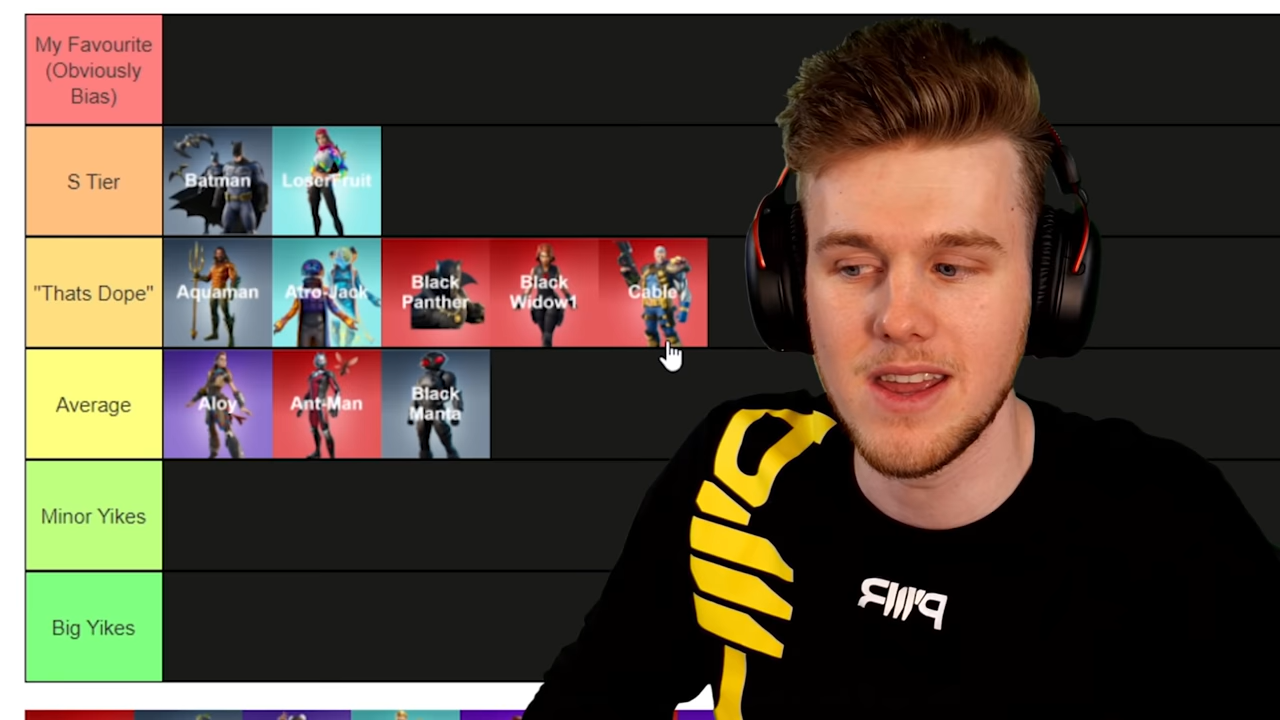 My Favourite
(Obviously
Bias)
S Tier
Batman
LoserFruit
"Thats Dope"
Aquaman
Atro-Jack
Black
Panther
Black
Widow1
Cable
Average
Aloy
Ant-Man
Black
Manta
Minor Yikes
Big Yikes